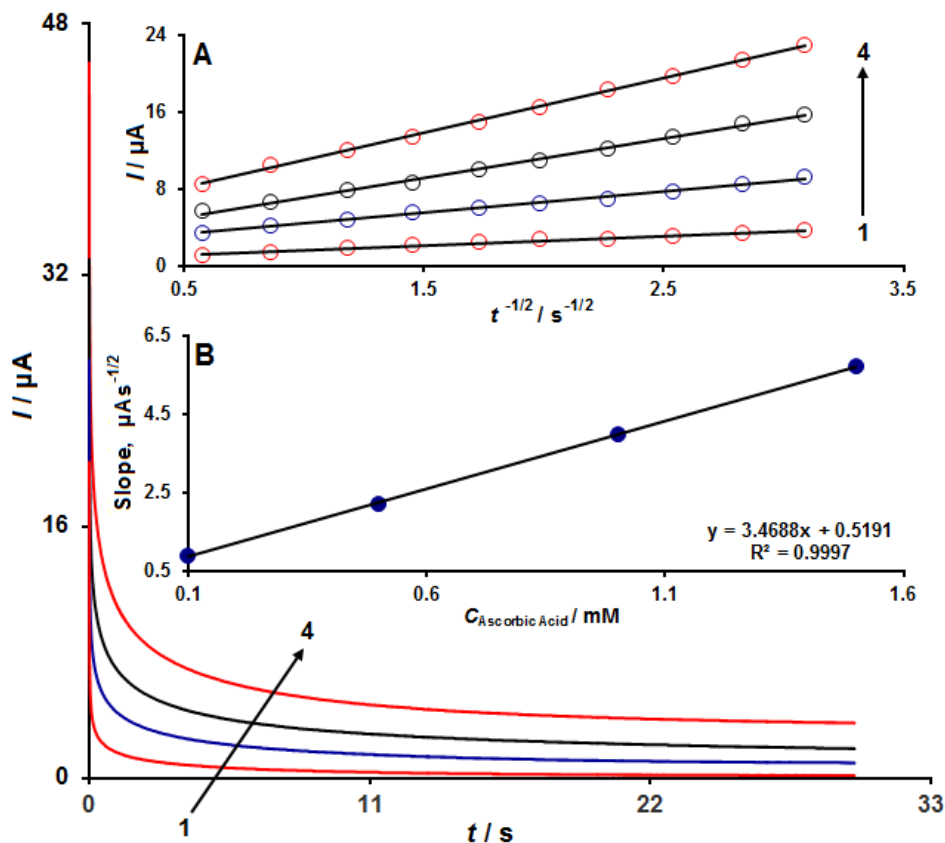 48
32
16
0
I / µA
0
11
22
33
t / s
1
4
A
24
16
8
0
I / µA
0.5
1.5
2.5
3.5
t −1/2 / s−1/2
4
1
B
6.5
4.5
2.5
0.5
Slope, µAs−1/2
0.1
0.6
1.1
1.6
C Ascorbic Acid / mM
y = 3.4688x + 0.5191
R² = 0.9997